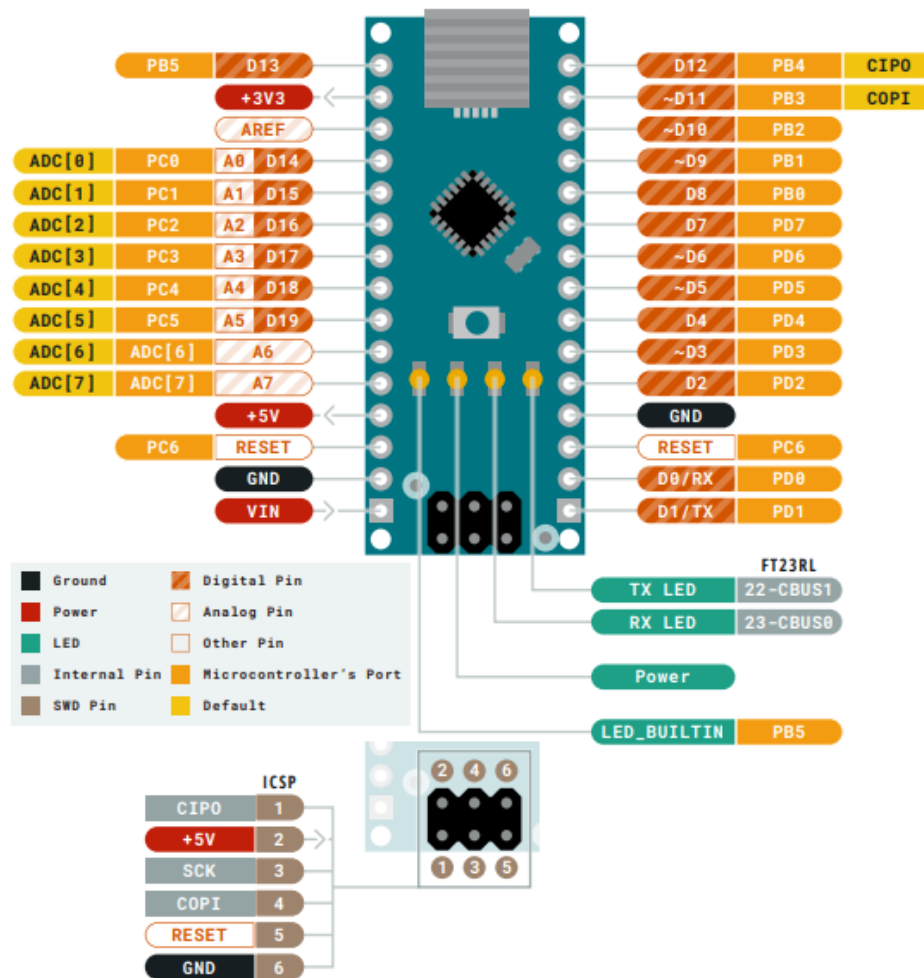 PB5 D13 D12 PB4 CIPO
+3V3 ~D11 PB3 COPI
AREF ~D10 PB2
ADC[0] PC0 A0 D14 ~D9 PB1
ADC[1] PC1 A1 D15 D8 PB0
ADC[2] PC2 A2 D16 D7 PD7
ADC[3] PC3 A3 D17 ~D6 PD6
ADC[4] PC4 A4 D18 ~D5 PD5
ADC[5] PC5 A5 D19 D4 PD4
ADC[6] ADC[6] A6 ~D3 PD3
ADC[7] ADC[7] A7 D2 PD2
+5V GND
PC6 RESET RESET PC6
GND D0/RX PD0
VIN D1/TX PD1
FT23RL
Ground Digital Pin TX LED 22-CBUS1
Power Analog Pin RX LED 23-CBUS0
LED Other Pin
Internal Pin Microcontroller's Port Power
SWD Pin Default
LED_BUILTIN PB5
2 4 6
ICSP
CIPO 1
+5V 2
SCK 3
1 3 5
COPI 4
RESET 5
GND 6